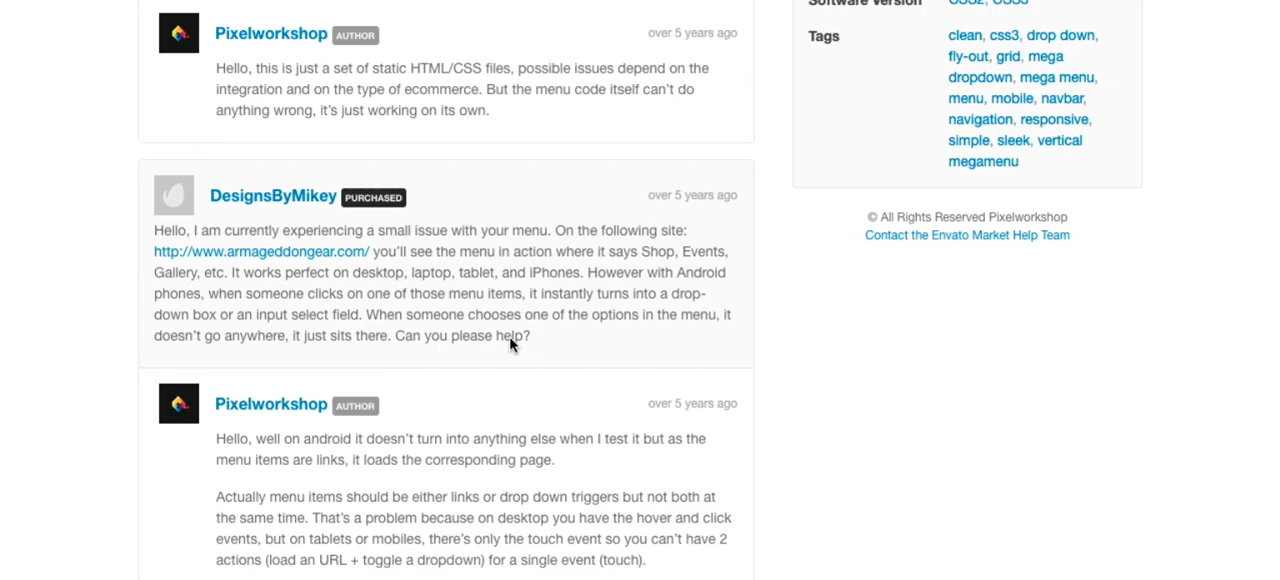 Pixelworkshop AUTHOR over 5 years ago
Hello, this is just a set of static HTML/CSS files, possible issues depend on the
integration and on the type of ecommerce. But the menu code itself can't do
anything wrong, it's just working on its own.
DesignsByMikey PURCHASED over 5 years ago
Hello, I am currently experiencing a small issue with your menu. On the following site:
http://www.armageddongear.com/ you'll see the menu in action where it says Shop, Events,
Gallery, etc. It works perfect on desktop, laptop, tablet, and iPhones. However with Android
phones, when someone clicks on one of those menu items, it instantly turns into a drop-
down box or an input select field. When someone chooses one of the options in the menu, it
doesn't go anywhere, it just sits there. Can you please help?
Pixelworkshop AUTHOR over 5 years ago
Hello, well on android it doesn't turn into anything else when I test it but as the
menu items are links, it loads the corresponding page.
Actually menu items should be either links or drop down triggers but not both at
the same time. That's a problem because on desktop you have the hover and click
events, but on tablets or mobiles, there's only the touch event so you can't have 2
actions (load an URL + toggle a dropdown) for a single event (touch).
Software Version CSS2, CSS3
Tags clean, css3, drop down,
fly-out, grid, mega
dropdown, mega menu,
menu, mobile, navbar,
navigation, responsive,
simple, sleek, vertical
megamenu
© All Rights Reserved Pixelworkshop
Contact the Envato Market Help Team